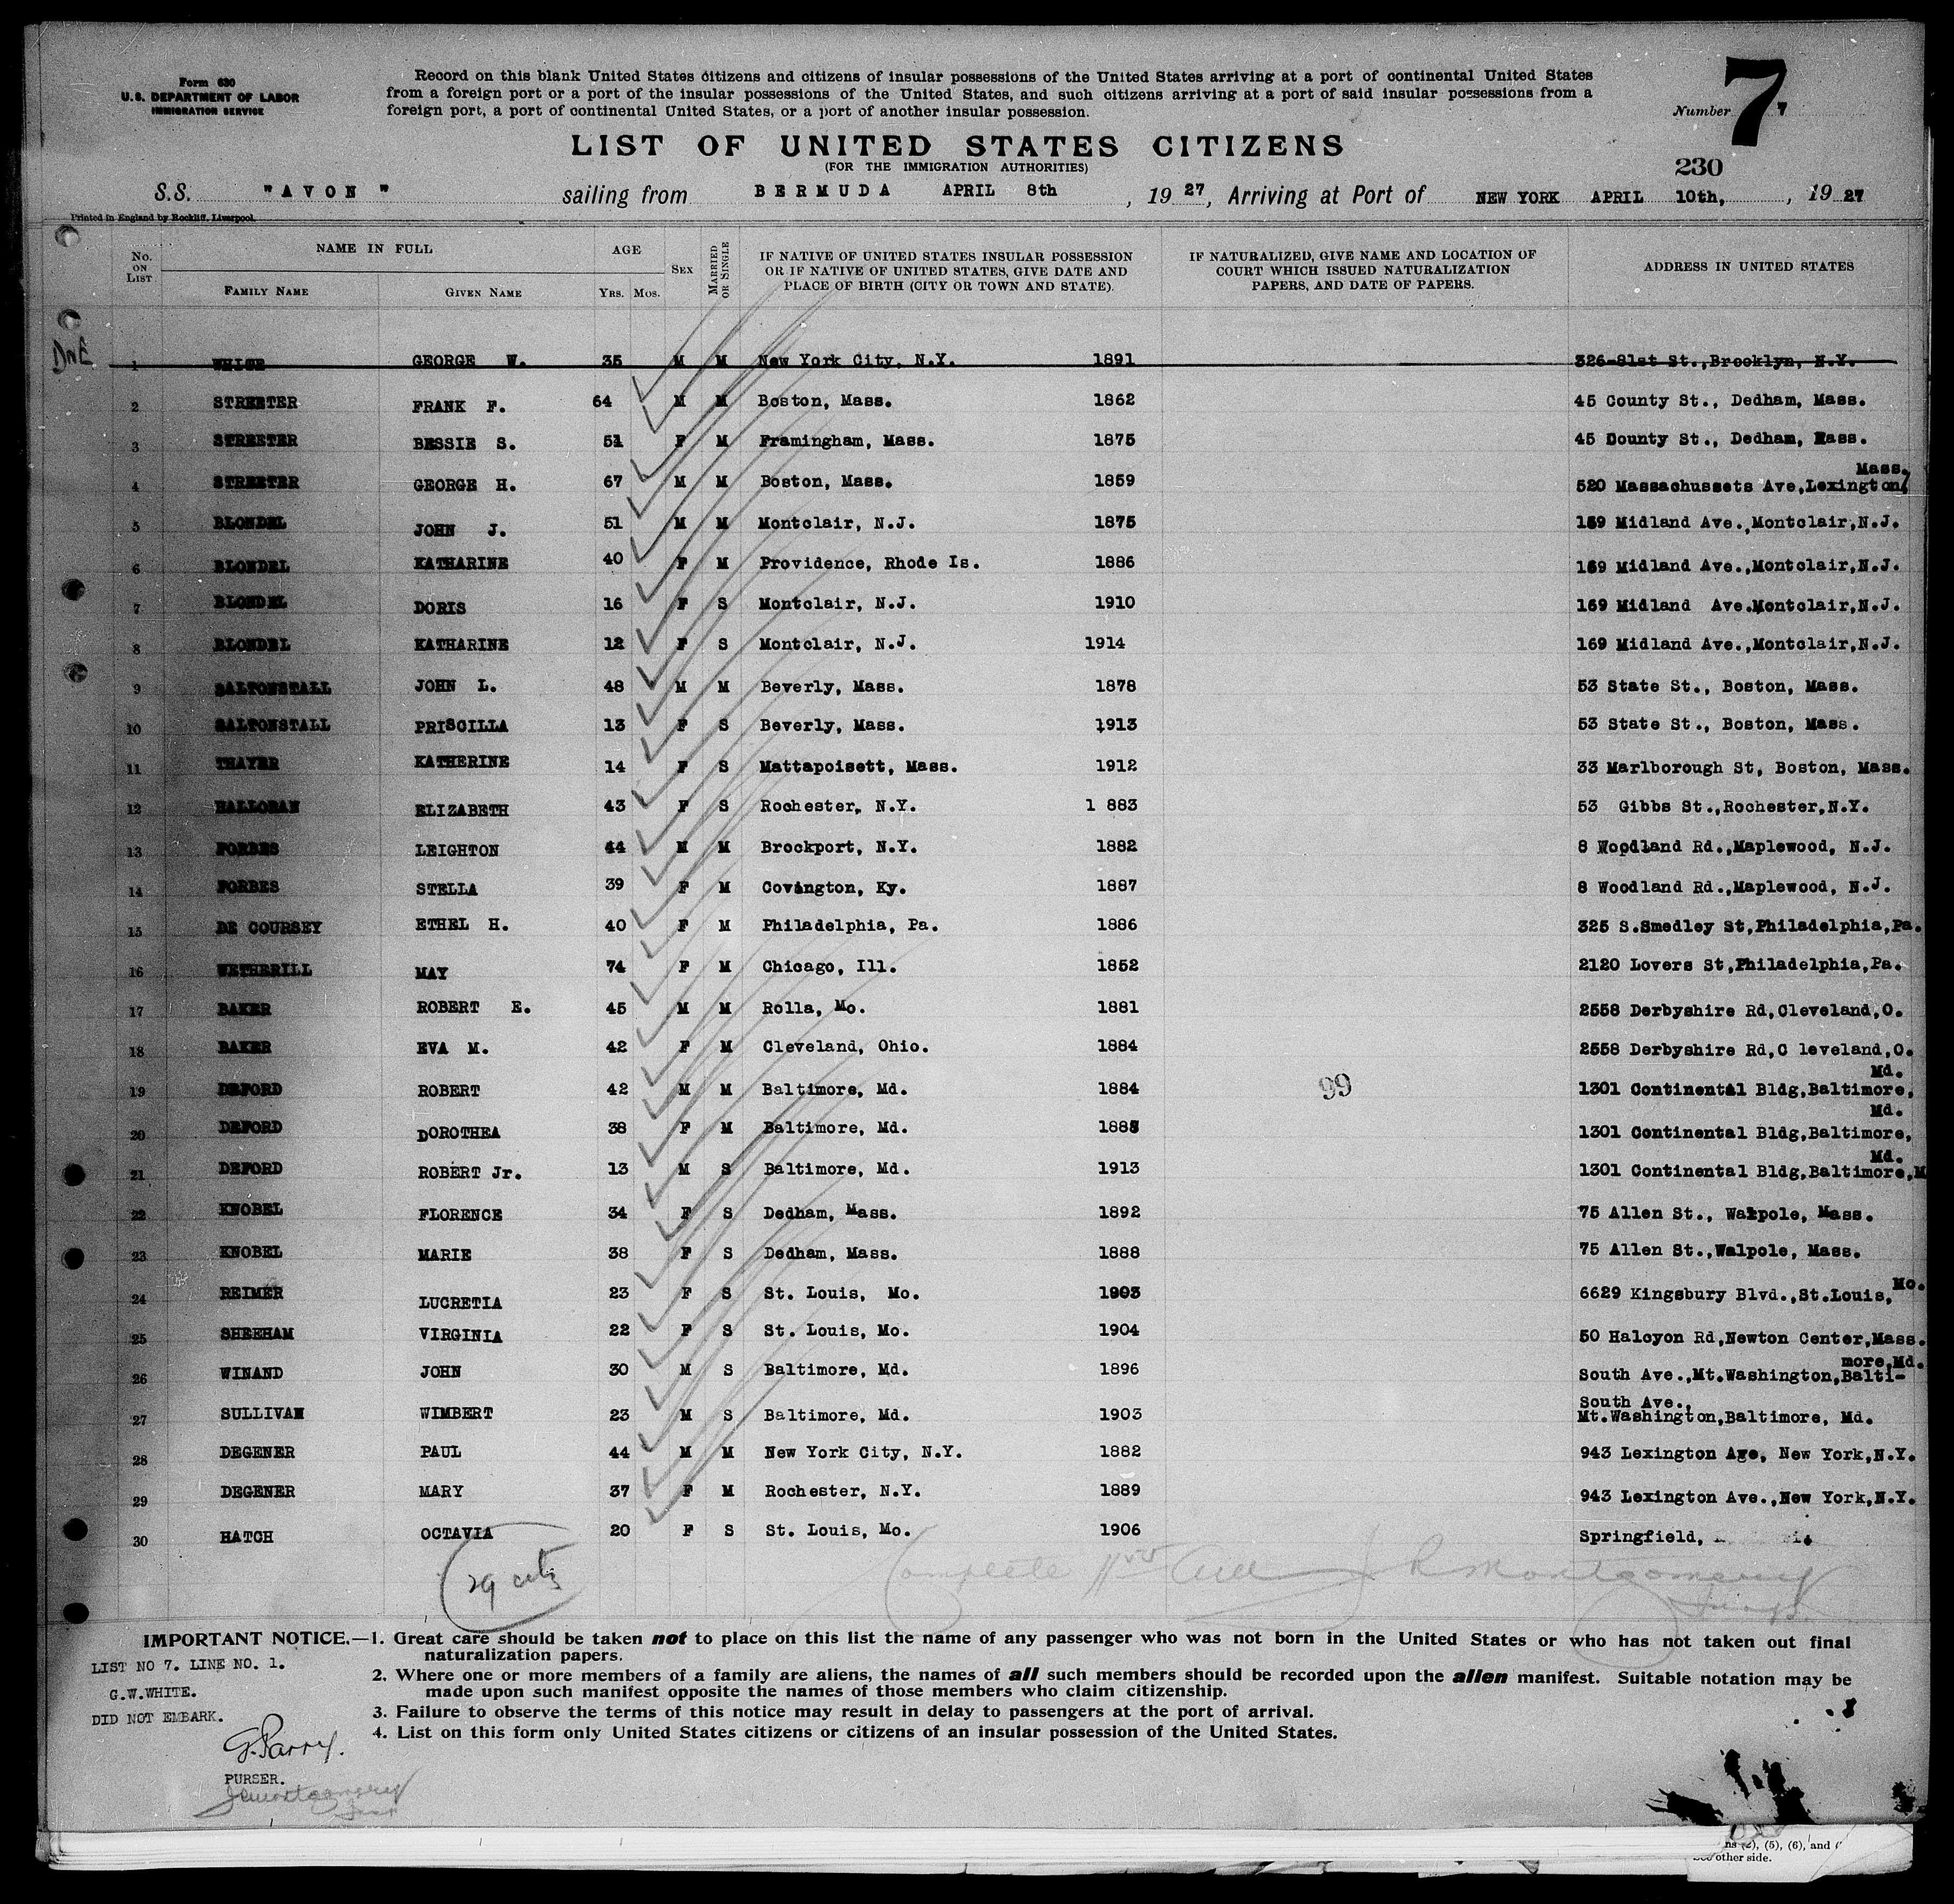 Form 630
U.S. DEPARTMENT OF LABOR
IMMIGRATION SERVICE
Record on this blank United States citizens and citizens of insular possessions of the United States arriving at a port of continental United States
from a foreign port or a port of the insular possessions of the United States, and such citizens arriving at a port of said insular possessions from a
foreign port, a port of continental United States, or a port of another insular possession.
Number 7
7
LIST OF UNITED STATES CITIZENS
(FOR THE IMMIGRATION AUTHORITIES)
230
S.S. "AVON" sailing from BERMUDA APRIL 8th, 1927, Arriving at Port of NEW YORK APRIL 10th, , 1927
Printed in England by Rockliff, Liverpool.
No. ON LIST
NAME IN FULL
FAMILY NAME
GIVEN NAME
AGE
YRS. MOS.
SEX
MARRIED OR SINGLE
IF NATIVE OF UNITED STATES INSULAR POSSESSION
OR IF NATIVE OF UNITED STATES, GIVE DATE AND
PLACE OF BIRTH (CITY OR TOWN AND STATE).
IF NATURALIZED, GIVE NAME AND LOCATION OF
COURT WHICH ISSUED NATURALIZATION
PAPERS, AND DATE OF PAPERS.
ADDRESS IN UNITED STATES
DNE 1 WHITE GEORGE W. 35 M M New York City, N.Y. 1891 326-81st St.,Brooklyn, N.Y.
2 STREETER FRANK F. 64 M M Boston, Mass. 1862 45 County St., Dedham, Mass.
3 STREETER BESSIE S. 51 F M Framingham, Mass. 1875 45 County St., Dedham, Mass.
4 STREETER GEORGE H. 67 M M Boston, Mass. 1859 520 Massachussets Ave,Lexington, Mass.
5 BLONDEL JOHN J. 51 M M Montclair, N.J. 1875 169 Midland Ave.,Montclair,N.J.
6 BLONDEL KATHARINE 40 F M Providence, Rhode Is. 1886 169 Midland Ave.,Montclair,N.J.
7 BLONDEL DORIS 16 F S Montclair, N.J. 1910 169 Midland Ave.Montclair,N.J.
8 BLONDEL KATHARINE 12 F S Montclair, N.J. 1914 169 Midland Ave.,Montclair,N.J.
9 SALTONSTALL JOHN L. 48 M M Beverly, Mass. 1878 53 State St., Boston, Mass.
10 SALTONSTALL PRISCILLA 13 F S Beverly, Mass. 1913 53 State St., Boston, Mass.
11 THAYER KATHERINE 14 F S Mattapoisett, Mass. 1912 33 Marlborough St, Boston, Mass.
12 HALLORAN ELIZABETH 43 F S Rochester, N.Y. 1 883 53 Gibbs St.,Rochester,N.Y.
13 FORBES LEIGHTON 44 M M Brockport, N.Y. 1882 8 Woodland Rd.,Maplewood, N.J.
14 FORBES STELLA 39 F M Covington, Ky. 1887 8 Woodland Rd.,Maplewood, N.J.
15 DE COURSEY ETHEL H. 40 F M Philadelphia, Pa. 1886 325 S.Smedley St,Philadelphia,Pa.
16 WETHERILL MAY 74 F M Chicago, Ill. 1852 2120 Lovers St,Philadelphia,Pa.
17 BAKER ROBERT E. 45 M M Rolla, Mo. 1881 2558 Derbyshire Rd,Cleveland,O.
18 BAKER EVA M. 42 F M Cleveland, Ohio. 1884 2558 Derbyshire Rd,C leveland,O.
19 DEFORD ROBERT 42 M M Baltimore, Md. 1884 99 1301 Continental Bldg,Baltimore, Md.
20 DEFORD DOROTHEA 38 F M Baltimore, Md. 1888 1301 Continental Bldg,Baltimore, Md.
21 DEFORD ROBERT Jr. 13 M S Baltimore, Md. 1913 1301 Continental Bldg,Baltimore,M Md.
22 KNOBEL FLORENCE 34 F S Dedham, Mass. 1892 75 Allen St., Walpole, Mass.
23 KNOBEL MARIE 38 F S Dedham, Mass. 1888 75 Allen St.,Walpole, Mass.
24 REIMER LUCRETIA 23 F S St. Louis, Mo. 1903 6629 Kingsbury Blvd.,St.Louis, Mo.
25 SHEEHAM VIRGINIA 22 F S St. Louis, Mo. 1904 50 Halcyon Rd,Newton Center,Mass.
26 WINAND JOHN 30 M S Baltimore, Md. 1896 South Ave.,Mt.Washington,Balti-
more,Md.
27 SULLIVAN WIMBERT 23 M S Baltimore, Md. 1903 South Ave.,
Mt.Washington,Baltimore, Md.
28 DEGENER PAUL 44 M M New York City, N.Y. 1882 943 Lexington Age, New York,N.Y.
29 DEGENER MARY 37 F M Rochester, N.Y. 1889 943 Lexington Ave.,New York,N.Y.
30 HATCH OCTAVIA 20 F S St. Louis, Mo. 1906 Springfield,
29 cits
Complete
R Montgomery
IMPORTANT NOTICE.—1. Great care should be taken not to place on this list the name of any passenger who was not born in the United States or who has not taken out final
naturalization papers.
2. Where one or more members of a family are aliens, the names of all such members should be recorded upon the alien manifest. Suitable notation may be
made upon such manifest opposite the names of those members who claim citizenship.
3. Failure to observe the terms of this notice may result in delay to passengers at the port of arrival.
4. List on this form only United States citizens or citizens of an insular possession of the United States.
LIST NO 7. LINE NO. 1.
G.W.WHITE.
DID NOT EMBARK.
G. Parry.
PURSER.
(2), (5), (6), and
other side.